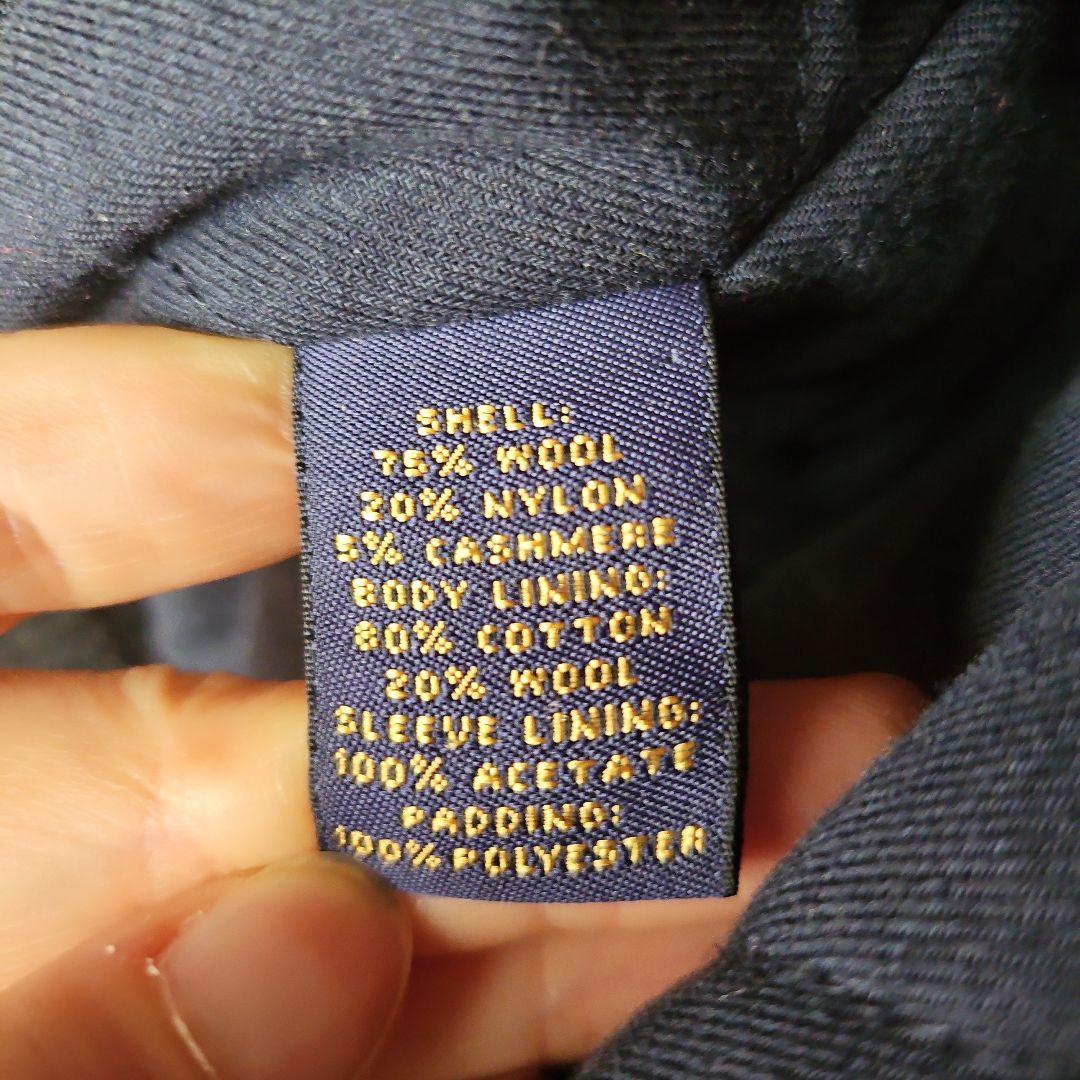 SHELL:
75% WOOL
20% NYLON
5% CASHMERE
BODY LINING:
80% COTTON
20% WOOL
SLEEVE LINING:
100% ACETATE
PADDING:
100% POLYESTER